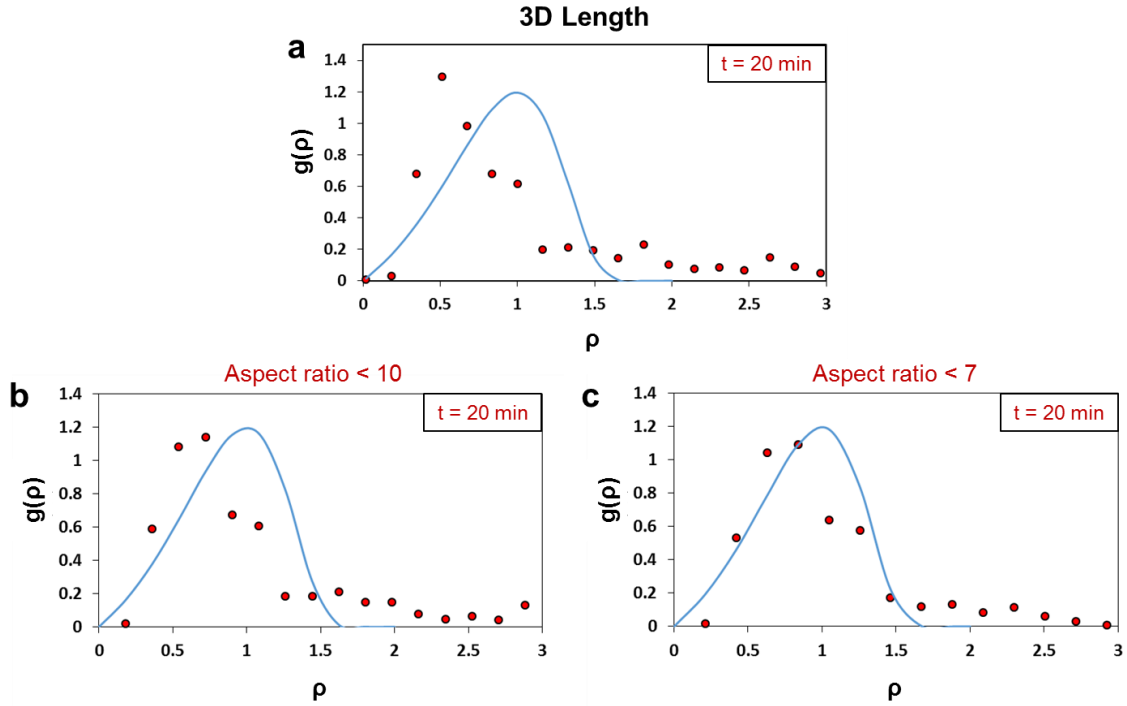 3D Length
a
t = 20 min
g(ρ)
1.4
1.2
1
0.8
0.6
0.4
0.2
0
0 0.5 1 1.5 2 2.5 3
ρ
Aspect ratio < 10
b
t = 20 min
g(ρ)
1.4
1.2
1
0.8
0.6
0.4
0.2
0
0 0.5 1 1.5 2 2.5 3
ρ
Aspect ratio < 7
c
t = 20 min
g(ρ)
1.4
1.2
1
0.8
0.6
0.4
0.2
0
0 0.5 1 1.5 2 2.5 3
ρ